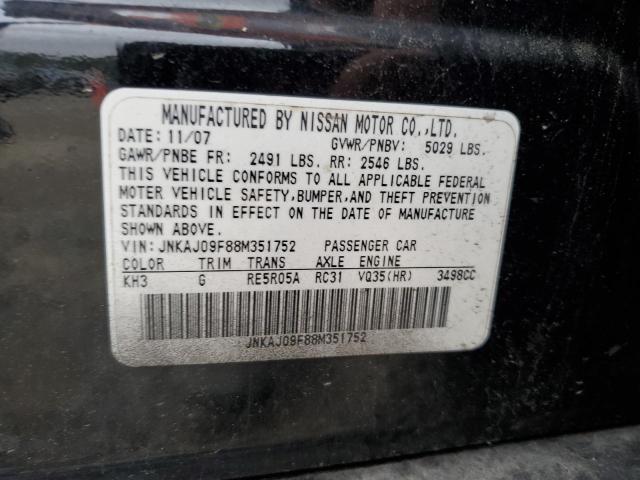 MANUFACTURED BY NISSAN MOTOR CO.,LTD.
DATE: 11/07 GVWR/PNBV: 5029 LBS.
GAWR/PNBE FR: 2491 LBS. RR: 2546 LBS.
THIS VEHICLE CONFORMS TO ALL APPLICABLE FEDERAL
MOTOR VEHICLE SAFETY,BUMPER,AND THEFT PREVENTION
STANDARDS IN EFFECT ON THE DATE OF MANUFACTURE
SHOWN ABOVE.
VIN: JNKAJ09F88M351752 PASSENGER CAR
COLOR TRIM TRANS AXLE ENGINE
KH3 G RE5R05A RC31 VQ35(HR) 3498CC
JNKAJ09F88M351752